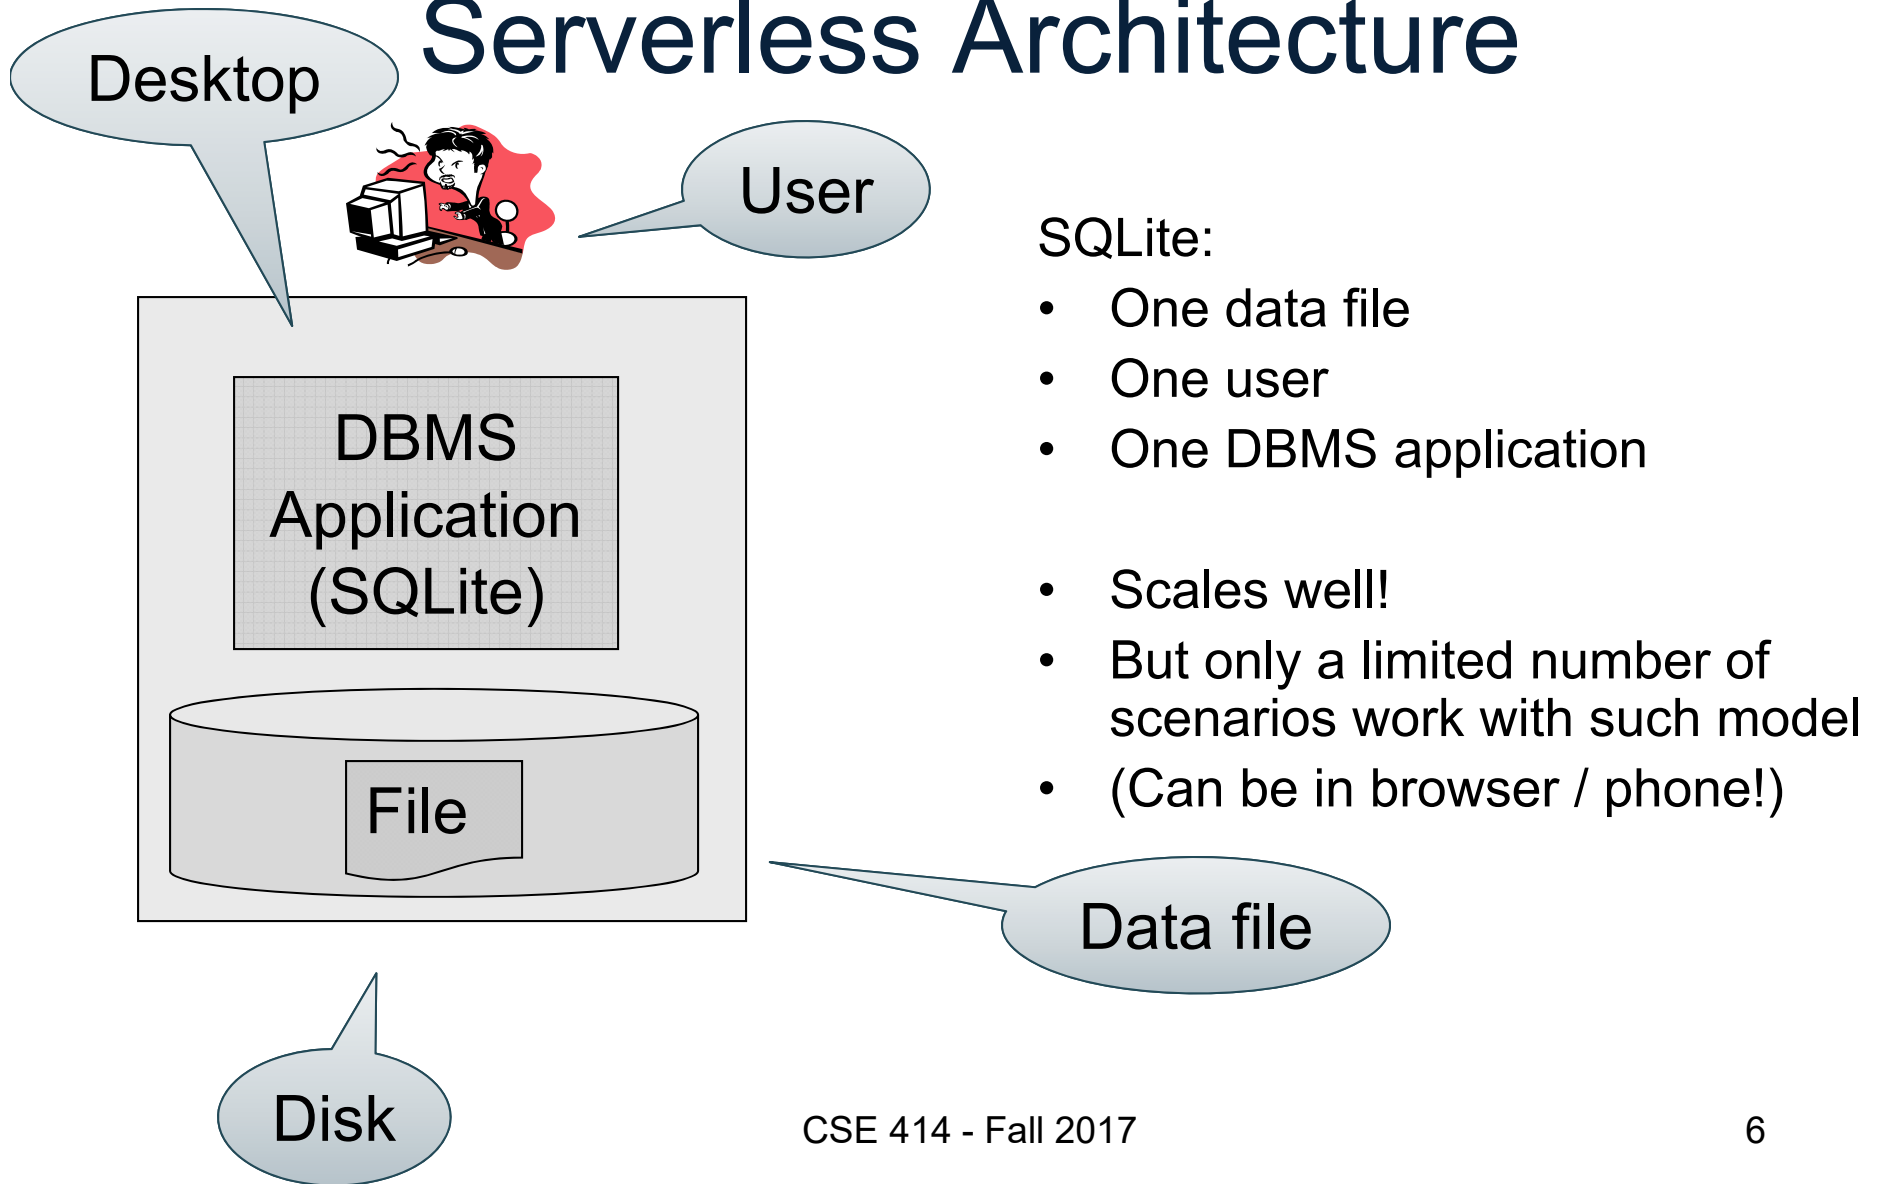 Serverless Architecture
Desktop
User
DBMS
Application
(SQLite)
File
Disk
Data file
SQLite:
• One data file
• One user
• One DBMS application
• Scales well!
• But only a limited number of
scenarios work with such model
• (Can be in browser / phone!)
CSE 414 - Fall 2017
6